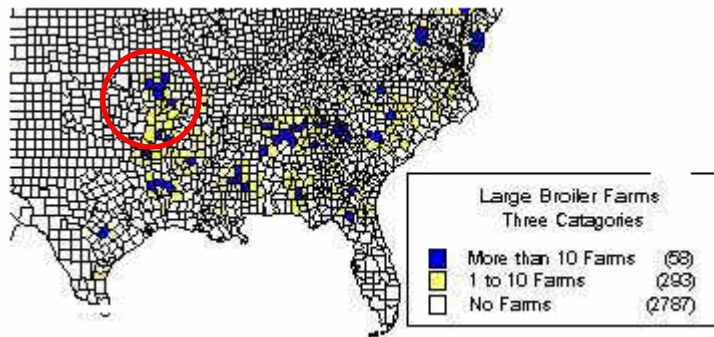 Large Broiler Farms
Three Catagories
More than 10 Farms (58)
1 to 10 Farms (293)
No Farms (2787)